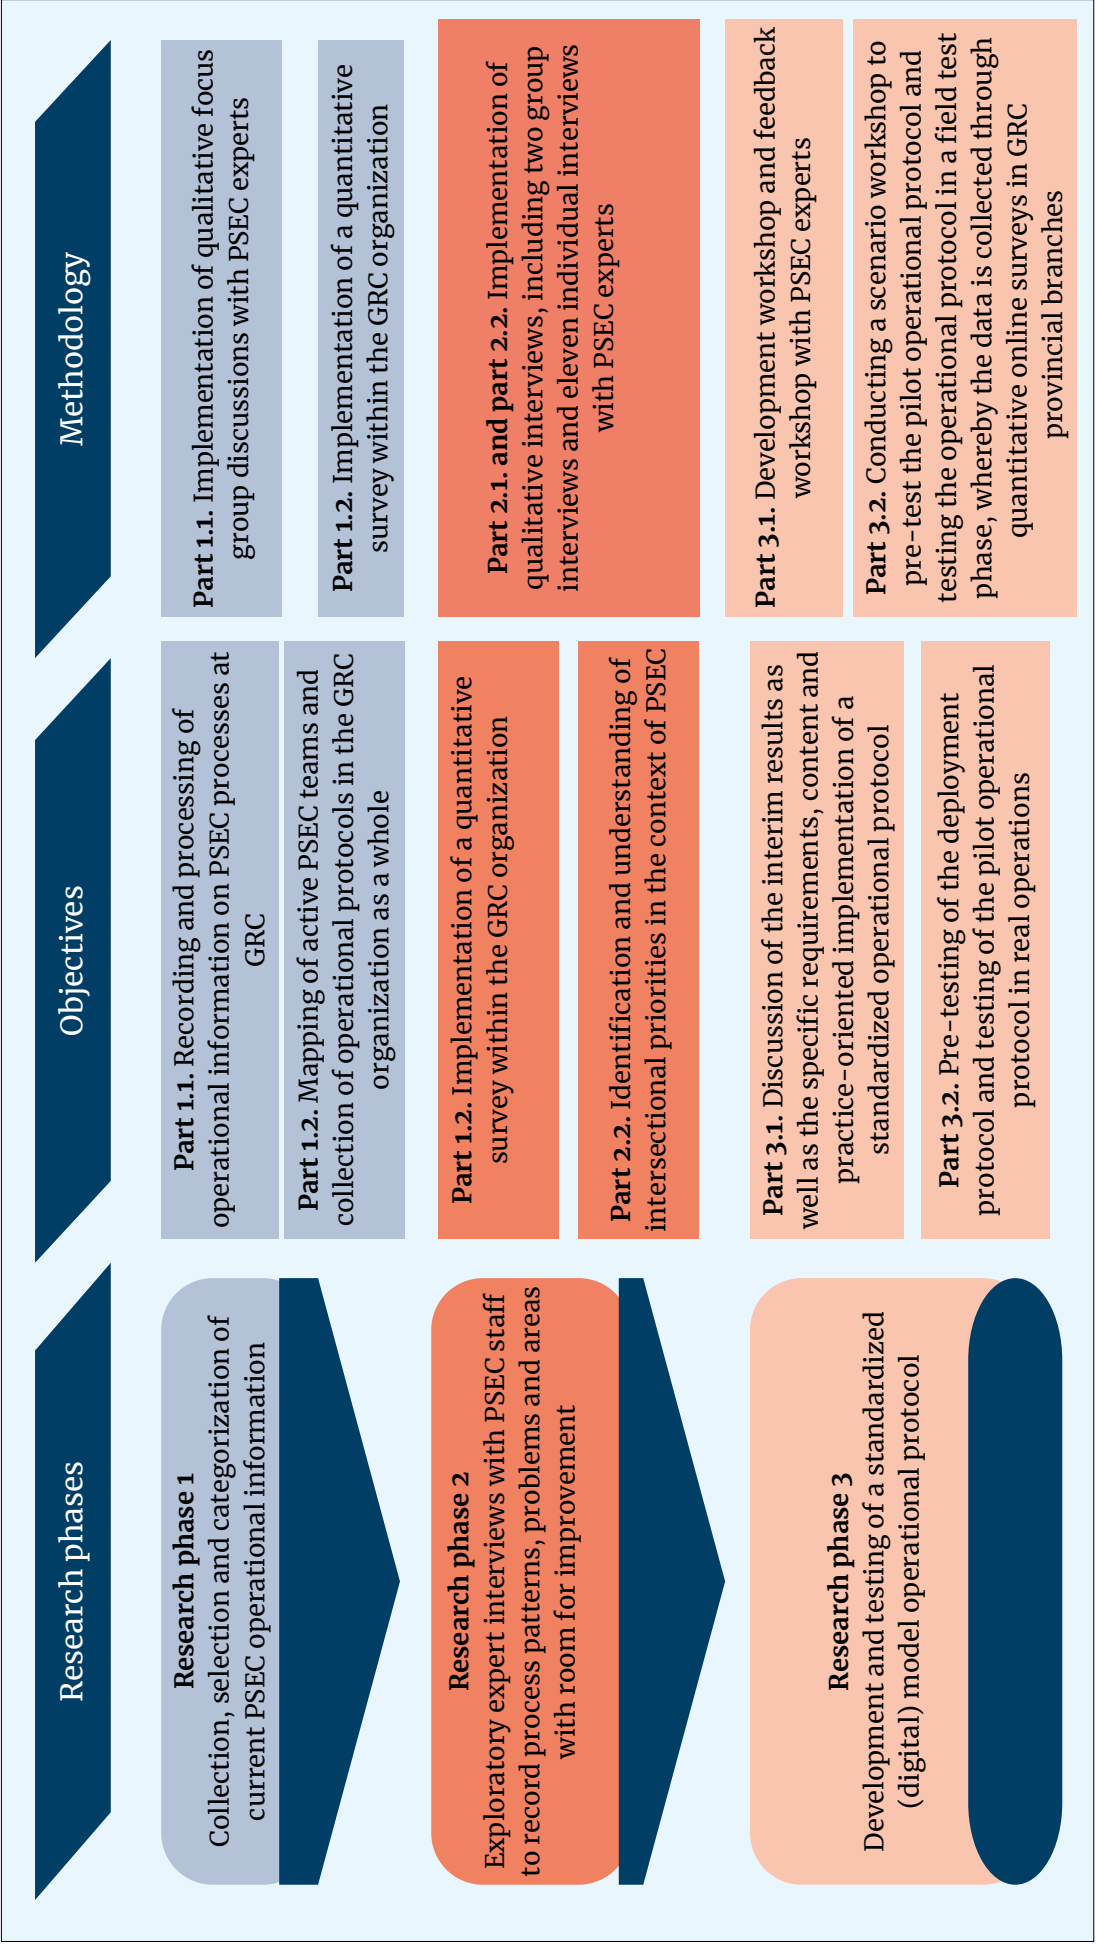 Research phases
Objectives
Methodology
Research phase 1
Collection, selection and categorization of
current PSEC operational information
Part 1.1. Recording and processing of
operational information on PSEC processes at
GRC
Part 1.2. Mapping of active PSEC teams and
collection of operational protocols in the GRC
organization as a whole
Part 1.1. Implementation of qualitative focus
group discussions with PSEC experts
Part 1.2. Implementation of a quantitative
survey within the GRC organization
Research phase 2
Exploratory expert interviews with PSEC staff
to record process patterns, problems and areas
with room for improvement
Part 1.2. Implementation of a quantitative
survey within the GRC organization
Part 2.2. Identification and understanding of
intersectional priorities in the context of PSEC
Part 2.1. and part 2.2. Implementation of
qualitative interviews, including two group
interviews and eleven individual interviews
with PSEC experts
Research phase 3
Development and testing of a standardized
(digital) model operational protocol
Part 3.1. Discussion of the interim results as
well as the specific requirements, content and
practice-oriented implementation of a
standardized operational protocol
Part 3.2. Pre-testing of the deployment
protocol and testing of the pilot operational
protocol in real operations
Part 3.1. Development workshop and feedback
workshop with PSEC experts
Part 3.2. Conducting a scenario workshop to
pre-test the pilot operational protocol and
testing the operational protocol in a field test
phase, whereby the data is collected through
quantitative online surveys in GRC
provincial branches